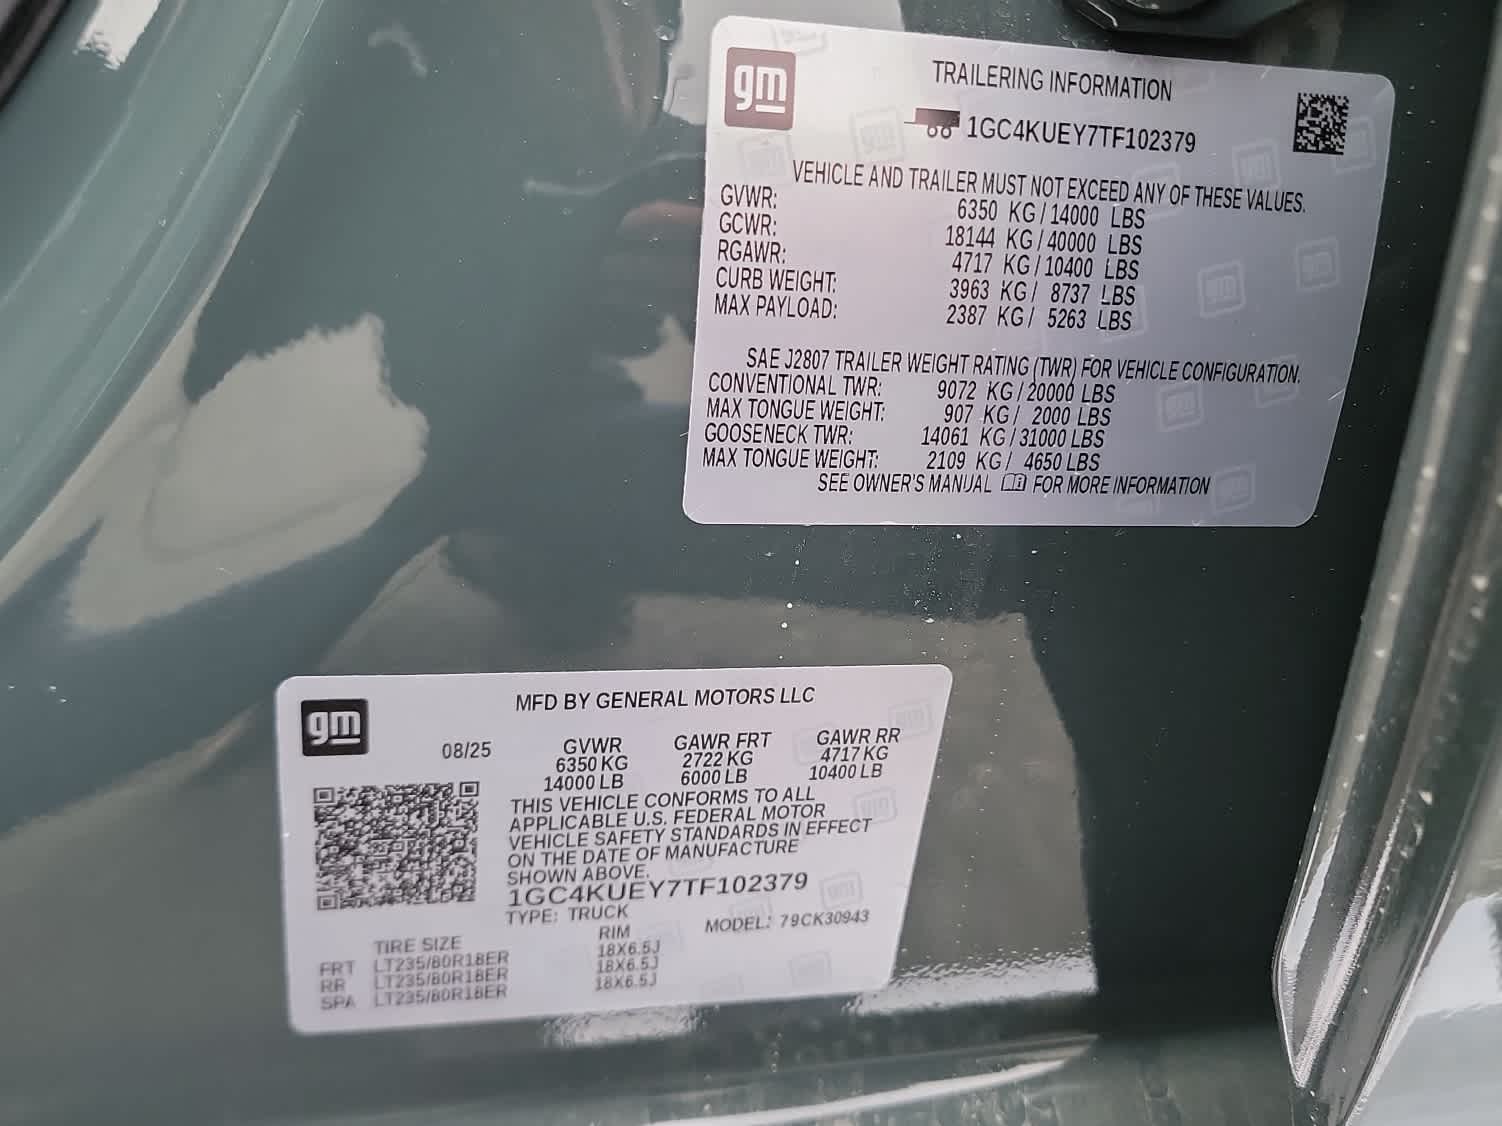 gm
TRAILERING INFORMATION
1GC4KUEY7TF102379
VEHICLE AND TRAILER MUST NOT EXCEED ANY OF THESE VALUES.
GVWR: 6350 KG/14000 LBS
GCWR: 18144 KG/40000 LBS
RGAWR: 4717 KG/10400 LBS
CURB WEIGHT: 3963 KG/ 8737 LBS
MAX PAYLOAD: 2387 KG/ 5263 LBS
SAE J2807 TRAILER WEIGHT RATING (TWR) FOR VEHICLE CONFIGURATION.
CONVENTIONAL TWR: 9072 KG/20000 LBS
MAX TONGUE WEIGHT: 907 KG/ 2000 LBS
GOOSENECK TWR: 14061 KG/31000 LBS
MAX TONGUE WEIGHT: 2109 KG/ 4650 LBS
SEE OWNER'S MANUAL FOR MORE INFORMATION
gm
MFD BY GENERAL MOTORS LLC
08/25 GVWR GAWR FRT GAWR RR
6350 KG 2722 KG 4717 KG
14000 LB 6000 LB 10400 LB
THIS VEHICLE CONFORMS TO ALL
APPLICABLE U.S. FEDERAL MOTOR
VEHICLE SAFETY STANDARDS IN EFFECT
ON THE DATE OF MANUFACTURE
SHOWN ABOVE.
1GC4KUEY7TF102379
TYPE: TRUCK MODEL: 79CK30943
TIRE SIZE RIM
FRT LT235/80R18ER 18X6.5J
RR LT235/80R18ER 18X6.5J
SPA LT235/80R18ER 18X6.5J